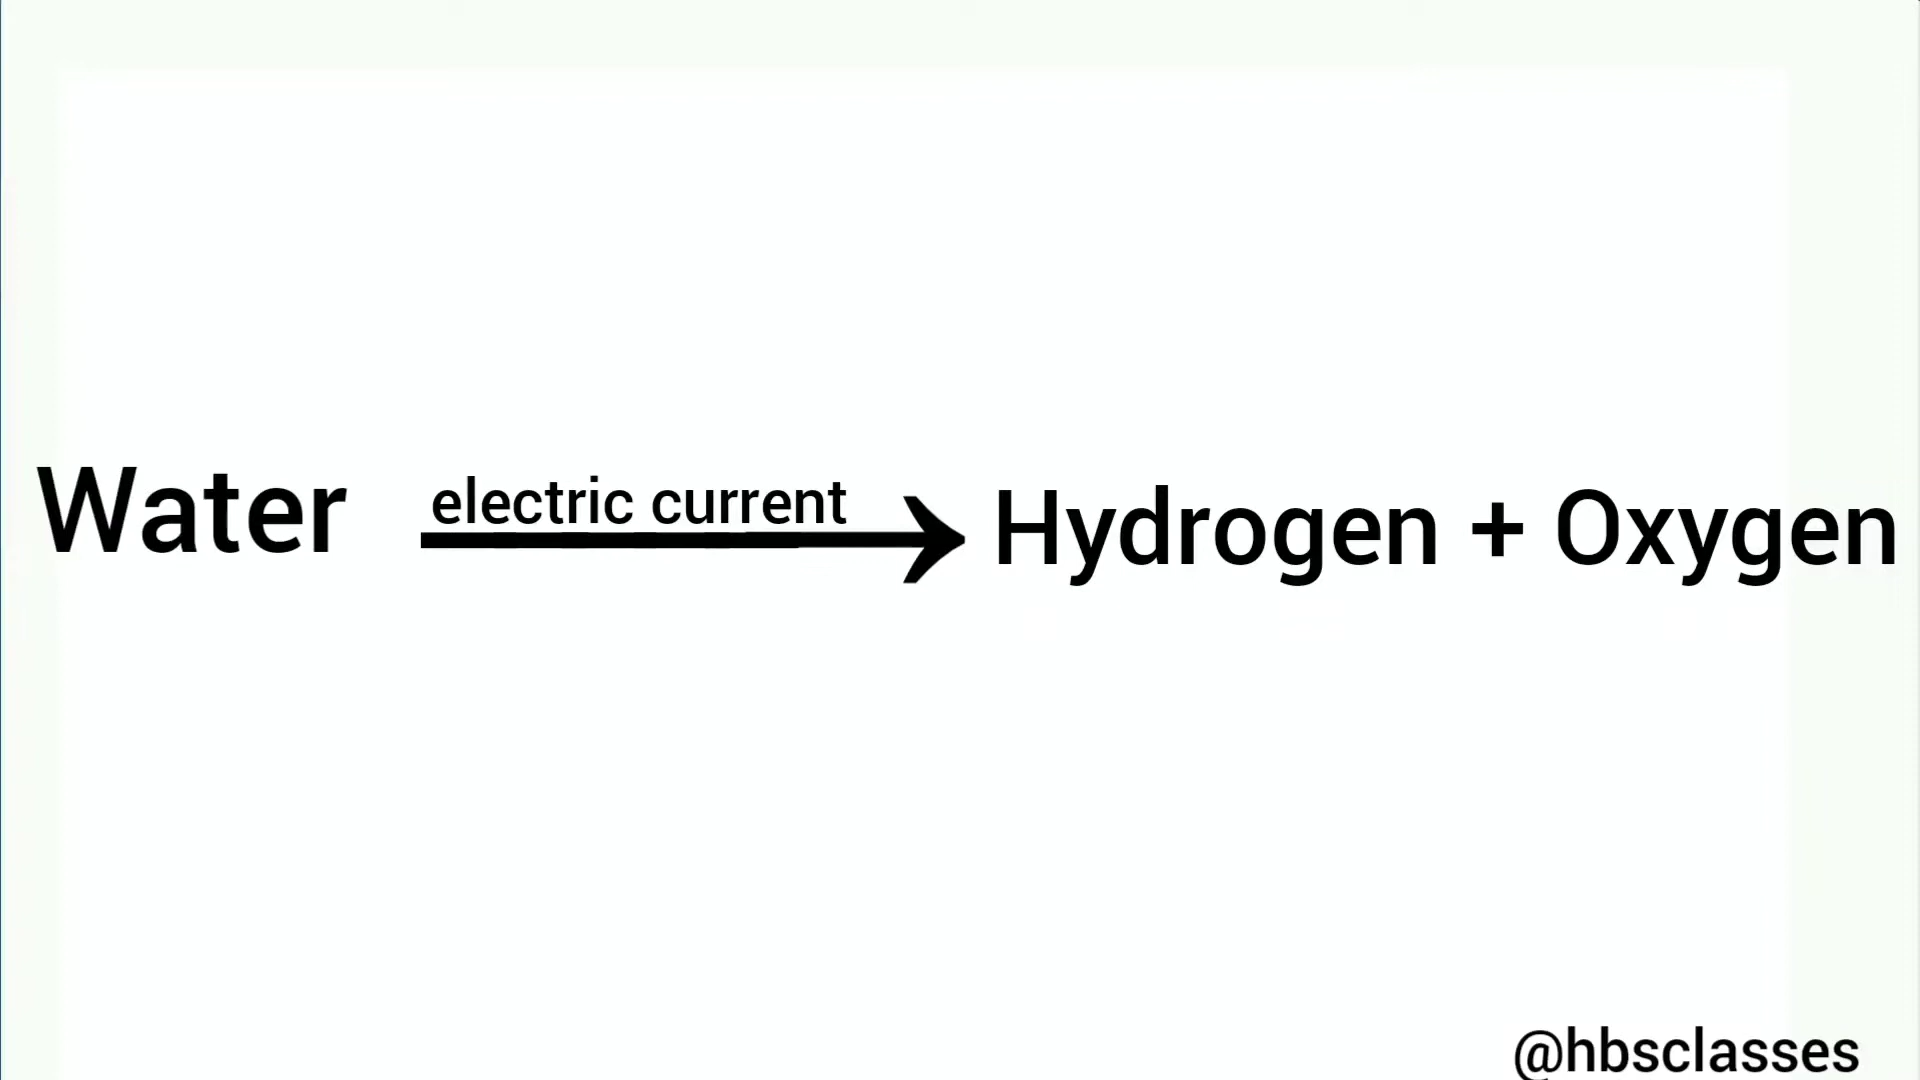 Water electric current → Hydrogen + Oxygen
@hbsclasses